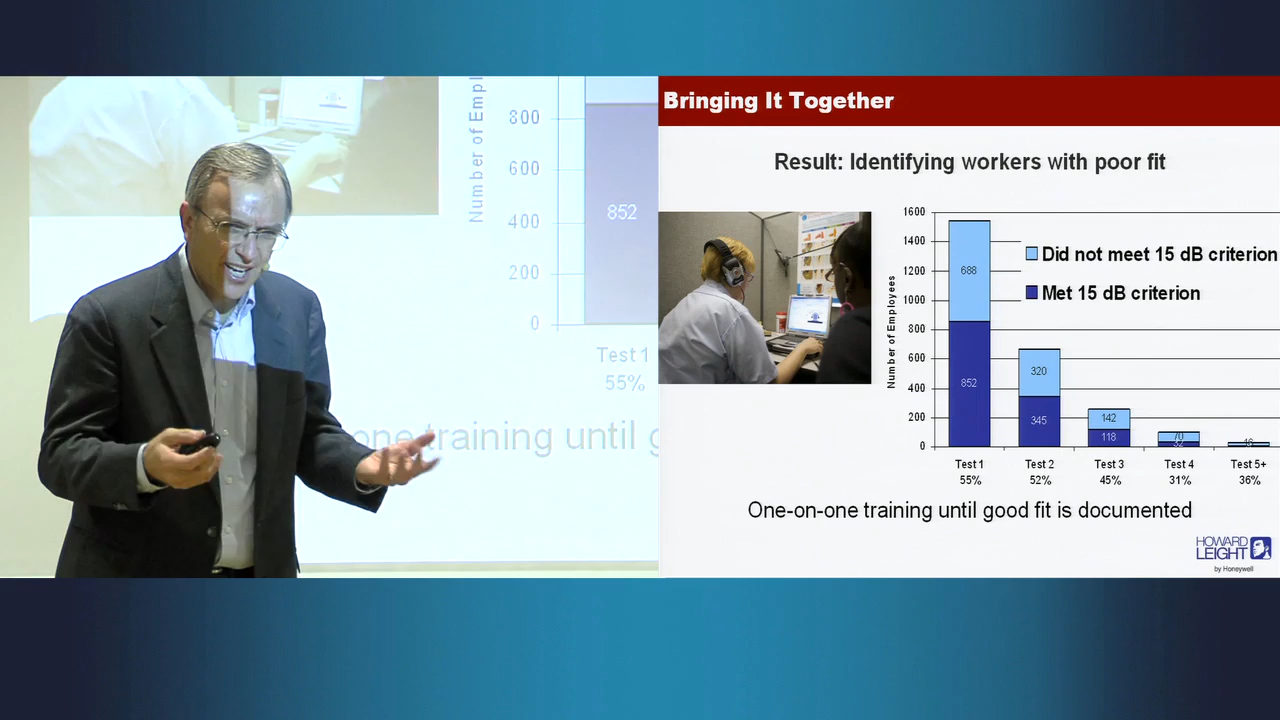 Number of Empl
800
600
400
200
0
852
Test 1
55%
one training until g
Bringing It Together
Result: Identifying workers with poor fit
Number of Employees
1600
1400
1200
1000
800
600
400
200
0
Did not meet 15 dB criterion
Met 15 dB criterion
688
852
320
345
142
118
70
32
Test 1
Test 2
Test 3
Test 4
Test 5+
55%
52%
45%
31%
36%
One-on-one training until good fit is documented
HOWARD
LEIGHT
by Honeywell